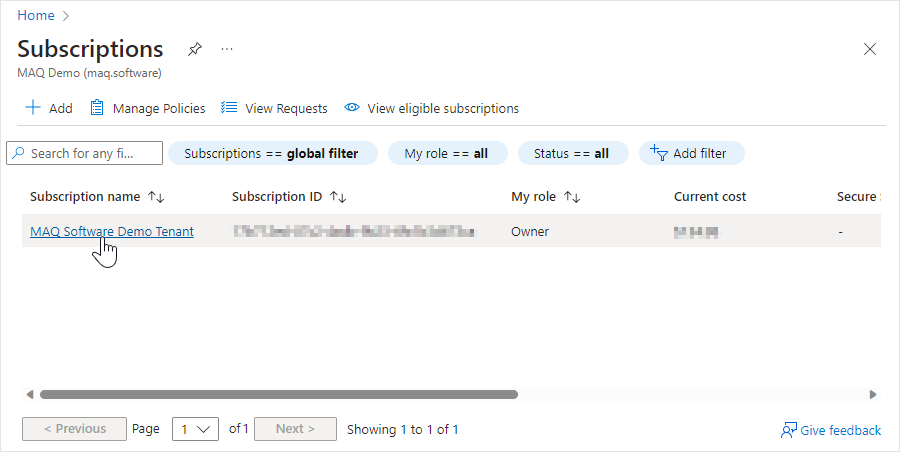 Home >
Subscriptions ...
MAQ Demo (maq.software)
+ Add Manage Policies View Requests View eligible subscriptions
Search for any fi... Subscriptions == global filter My role == all Status == all Add filter
Subscription name ↑↓ Subscription ID ↑↓ My role ↑↓ Current cost Secure
MAQ Software Demo Tenant Owner -
< Previous Page 1 of 1 Next > Showing 1 to 1 of 1
Give feedback